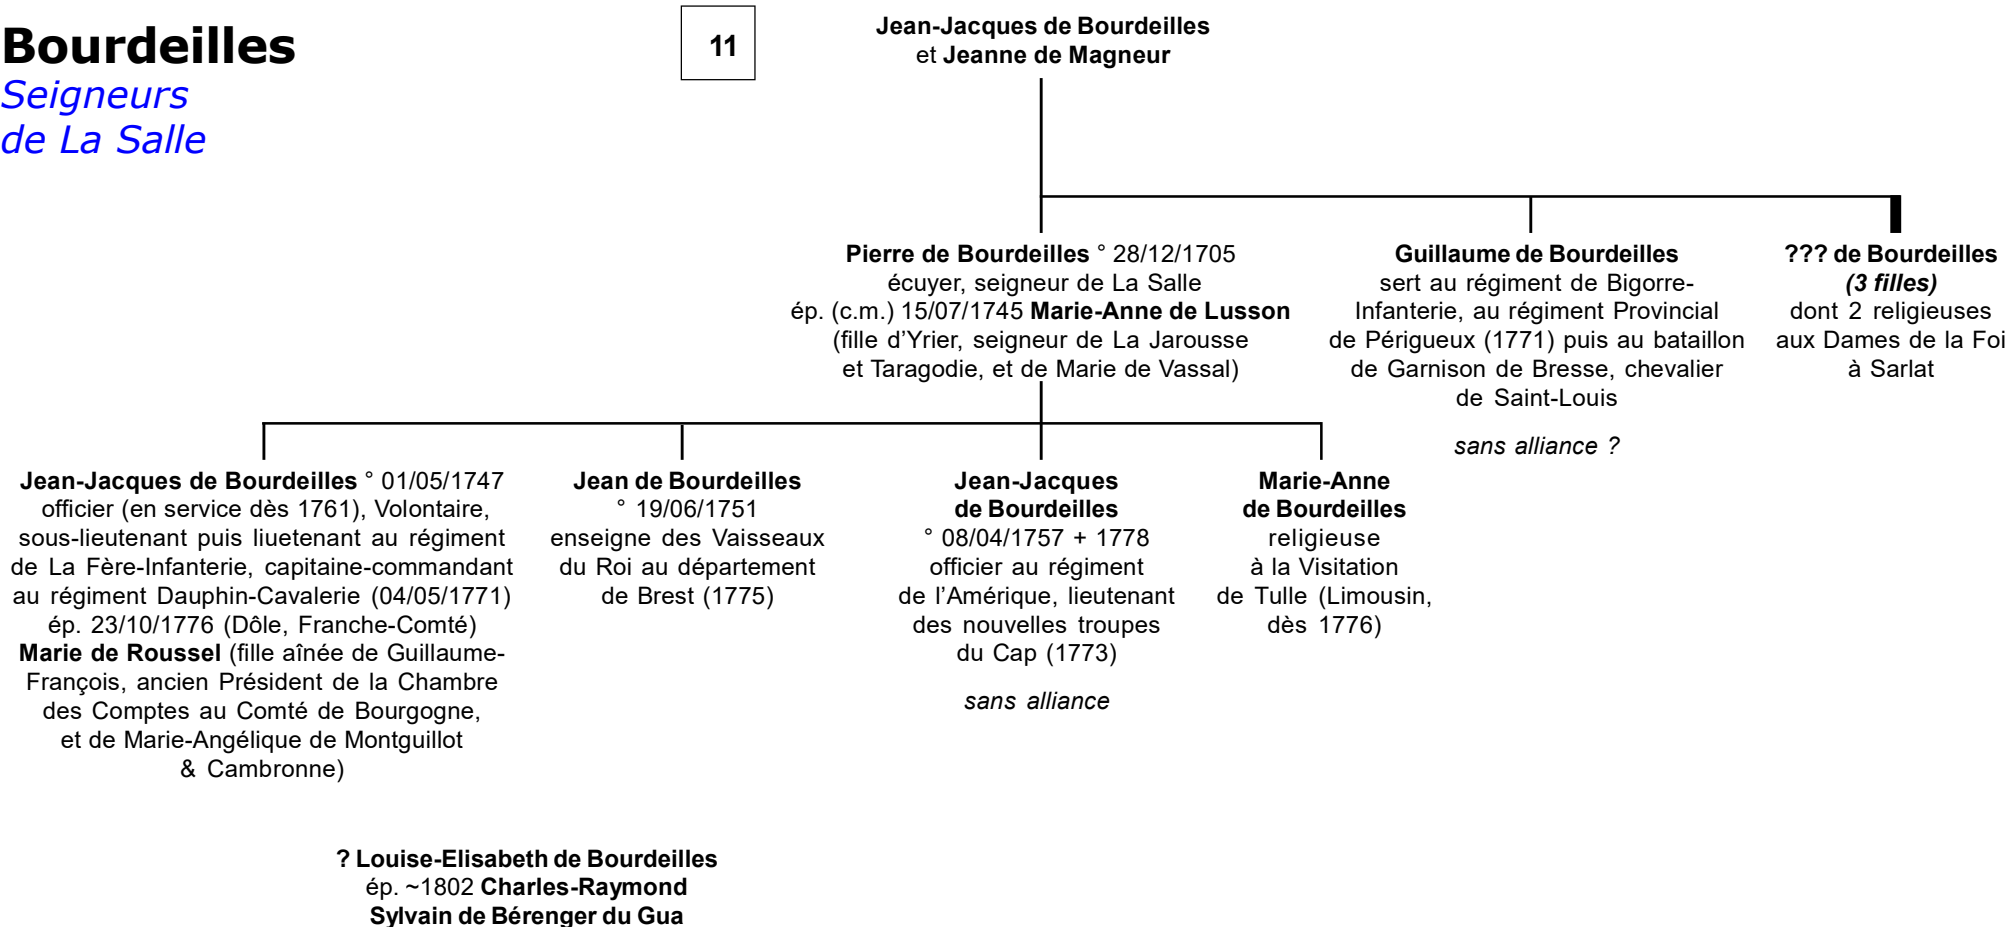 Bourdeilles
Seigneurs
de La Salle
11
Jean-Jacques de Bourdeilles
et Jeanne de Magneur
Pierre de Bourdeilles ° 28/12/1705
écuyer, seigneur de La Salle
ép. (c.m.) 15/07/1745 Marie-Anne de Lusson
(fille d’Yrier, seigneur de La Jarousse
et Taragodie, et de Marie de Vassal)
Guillaume de Bourdeilles
sert au régiment de Bigorre-
Infanterie, au régiment Provincial
de Périgueux (1771) puis au bataillon
de Garnison de Bresse, chevalier
de Saint-Louis
sans alliance ?
??? de Bourdeilles
(3 filles)
dont 2 religieuses
aux Dames de la Foi
à Sarlat
Jean-Jacques de Bourdeilles ° 01/05/1747
officier (en service dès 1761), Volontaire,
sous-lieutenant puis liuetenant au régiment
de La Fère-Infanterie, capitaine-commandant
au régiment Dauphin-Cavalerie (04/05/1771)
ép. 23/10/1776 (Dôle, Franche-Comté)
Marie de Roussel (fille aînée de Guillaume-
François, ancien Président de la Chambre
des Comptes au Comté de Bourgogne,
et de Marie-Angélique de Montguillot
& Cambronne)
Jean de Bourdeilles
° 19/06/1751
enseigne des Vaisseaux
du Roi au département
de Brest (1775)
Jean-Jacques
de Bourdeilles
° 08/04/1757 + 1778
officier au régiment
de l’Amérique, lieutenant
des nouvelles troupes
du Cap (1773)
sans alliance
Marie-Anne
de Bourdeilles
religieuse
à la Visitation
de Tulle (Limousin,
dès 1776)
? Louise-Elisabeth de Bourdeilles
ép. ~1802 Charles-Raymond
Sylvain de Bérenger du Gua